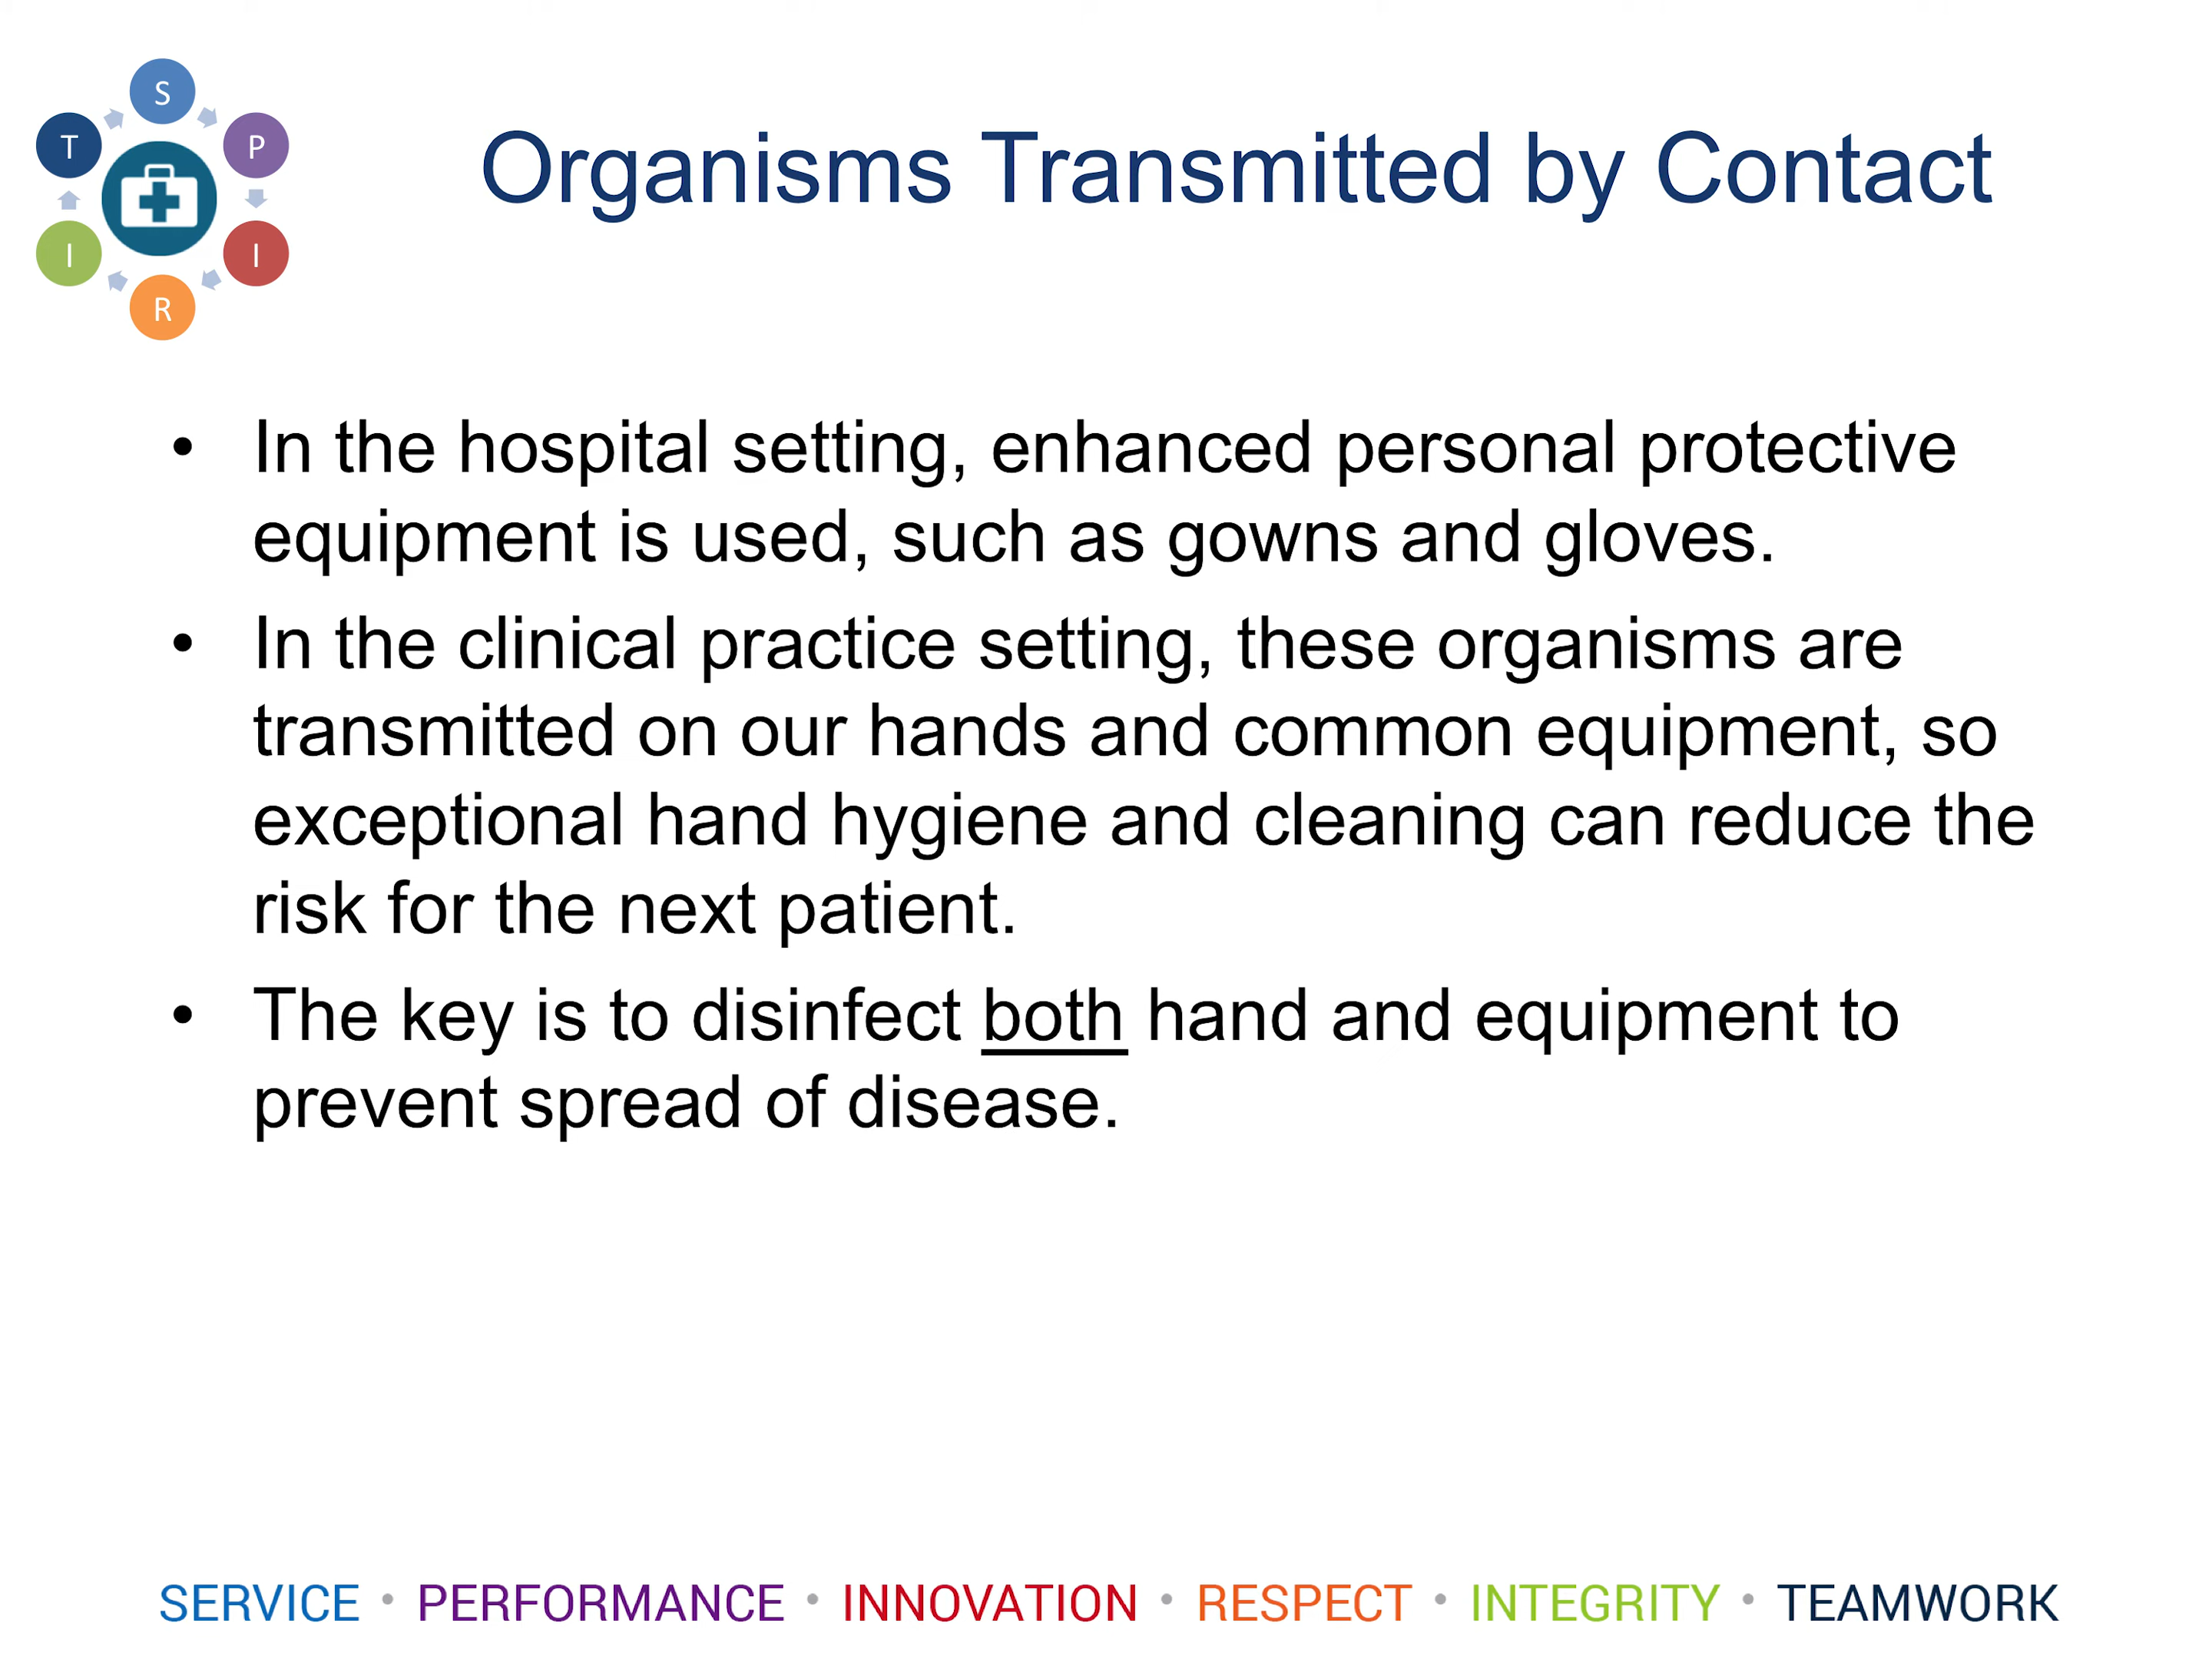 S
P
I
R
I
T
Organisms Transmitted by Contact
• In the hospital setting, enhanced personal protective
equipment is used, such as gowns and gloves.
• In the clinical practice setting, these organisms are
transmitted on our hands and common equipment, so
exceptional hand hygiene and cleaning can reduce the
risk for the next patient.
• The key is to disinfect both hand and equipment to
prevent spread of disease.
SERVICE • PERFORMANCE • INNOVATION • RESPECT • INTEGRITY • TEAMWORK